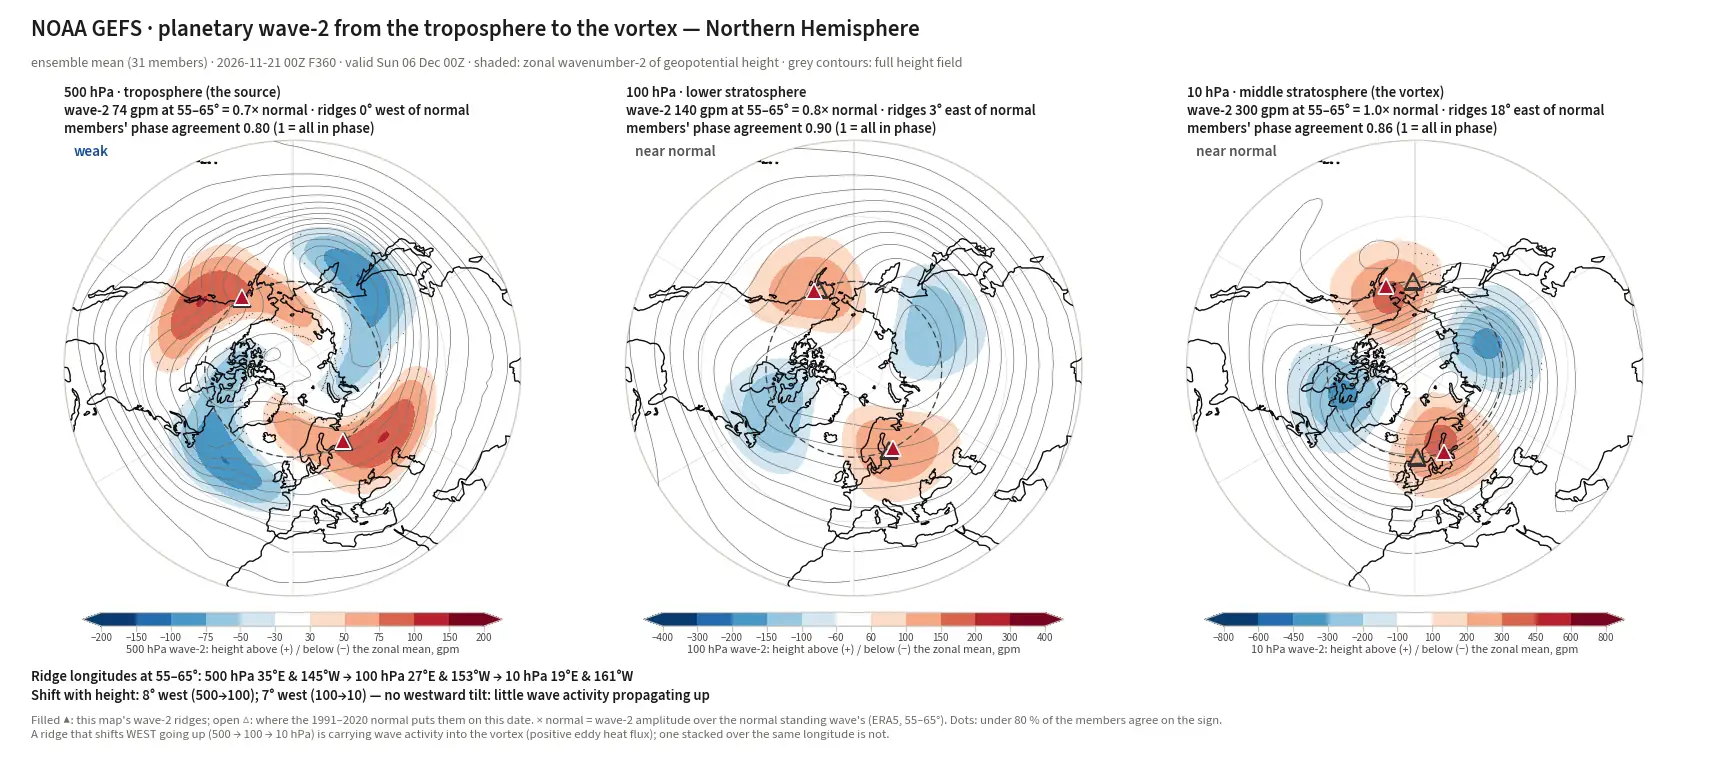 NOAA GEFS · planetary wave-2 from the troposphere to the vortex — Northern Hemisphere
ensemble mean (31 members) · 2026-11-21 00Z F360 · valid Sun 06 Dec 00Z · shaded: zonal wavenumber-2 of geopotential height · grey contours: full height field
500 hPa · troposphere (the source)
wave-2 74 gpm at 55–65° = 0.7× normal · ridges 0° west of normal
members' phase agreement 0.80 (1 = all in phase)
weak
100 hPa · lower stratosphere
wave-2 140 gpm at 55–65° = 0.8× normal · ridges 3° east of normal
members' phase agreement 0.90 (1 = all in phase)
near normal
10 hPa · middle stratosphere (the vortex)
wave-2 300 gpm at 55–65° = 1.0× normal · ridges 18° east of normal
members' phase agreement 0.86 (1 = all in phase)
near normal
−200 −150 −100 −75 −50 −30 30 50 75 100 150 200
500 hPa wave-2: height above (+) / below (−) the zonal mean, gpm
−400 −300 −200 −150 −100 −60 60 100 150 200 300 400
100 hPa wave-2: height above (+) / below (−) the zonal mean, gpm
−800 −600 −450 −300 −200 −100 100 200 300 450 600 800
10 hPa wave-2: height above (+) / below (−) the zonal mean, gpm
Ridge longitudes at 55–65°: 500 hPa 35°E & 145°W → 100 hPa 27°E & 153°W → 10 hPa 19°E & 161°W
Shift with height: 8° west (500→100); 7° west (100→10) — no westward tilt: little wave activity propagating up
Filled ▲: this map's wave-2 ridges; open △: where the 1991–2020 normal puts them on this date. × normal = wave-2 amplitude over the normal standing wave's (ERA5, 55–65°). Dots: under 80 % of the members agree on the sign.
A ridge that shifts WEST going up (500 → 100 → 10 hPa) is carrying wave activity into the vortex (positive eddy heat flux); one stacked over the same longitude is not.